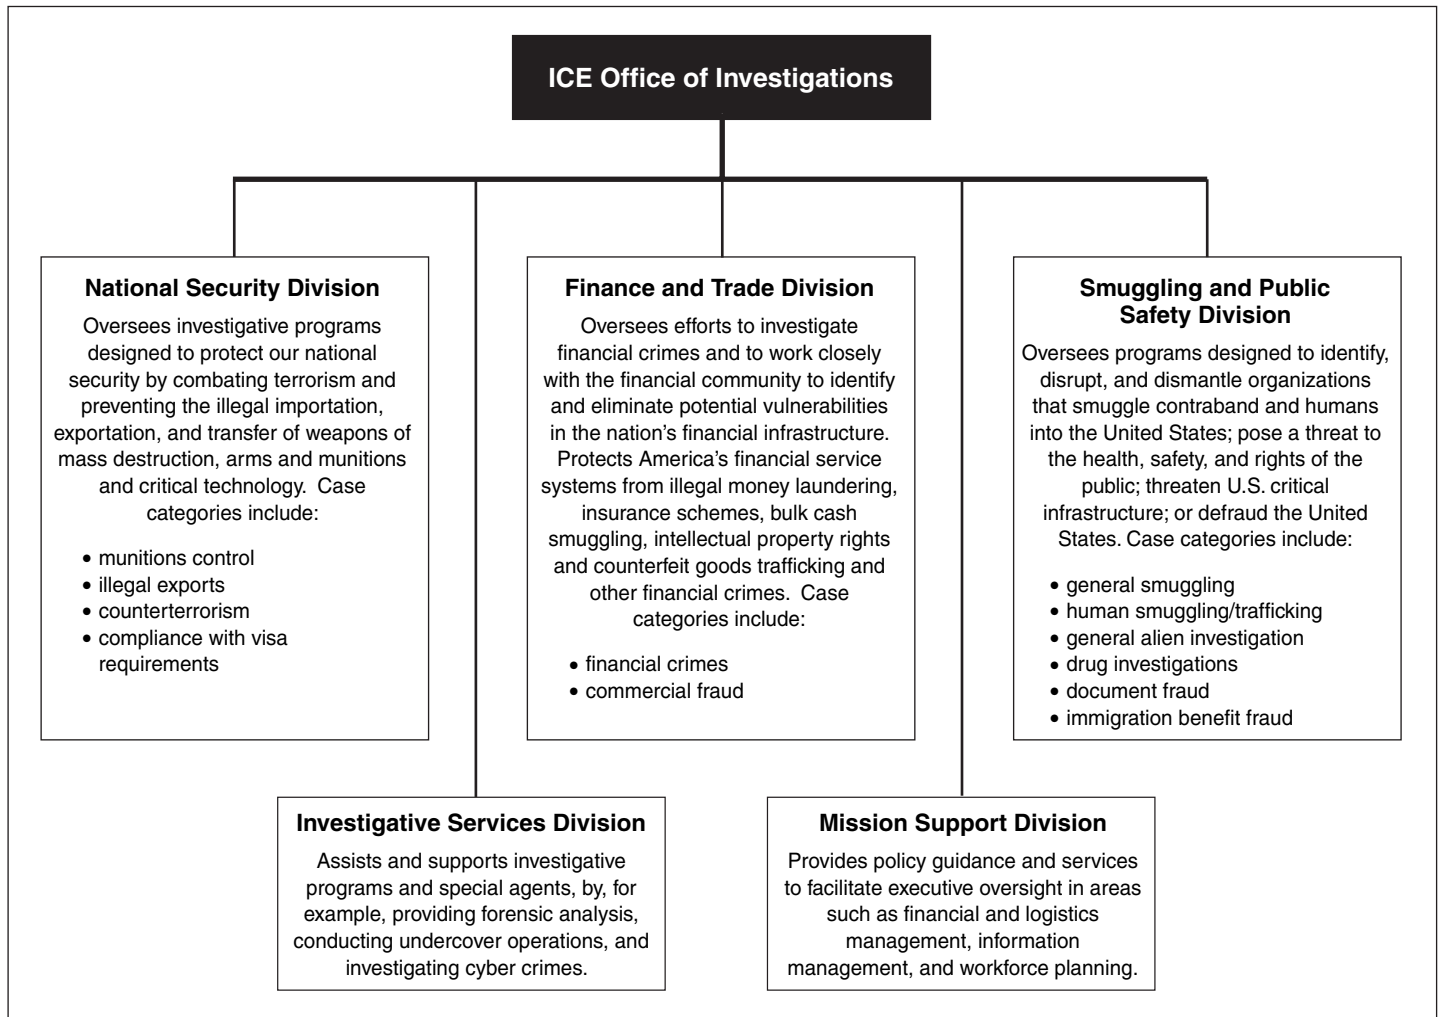 ICE Office of Investigations
National Security Division
Oversees investigative programs
designed to protect our national
security by combating terrorism and
preventing the illegal importation,
exportation, and transfer of weapons of
mass destruction, arms and munitions
and critical technology.  Case
categories include:
• munitions control
• illegal exports
• counterterrorism
• compliance with visa
requirements
Finance and Trade Division
Oversees efforts to investigate
financial crimes and to work closely
with the financial community to identify
and eliminate potential vulnerabilities
in the nation's financial infrastructure.
Protects America's financial service
systems from illegal money laundering,
insurance schemes, bulk cash
smuggling, intellectual property rights
and counterfeit goods trafficking and
other financial crimes.  Case
categories include:
• financial crimes
• commercial fraud
Smuggling and Public
Safety Division
Oversees programs designed to identify,
disrupt, and dismantle organizations
that smuggle contraband and humans
into the United States; pose a threat to
the health, safety, and rights of the
public; threaten U.S. critical
infrastructure; or defraud the United
States. Case categories include:
• general smuggling
• human smuggling/trafficking
• general alien investigation
• drug investigations
• document fraud
• immigration benefit fraud
Investigative Services Division
Assists and supports investigative
programs and special agents, by, for
example, providing forensic analysis,
conducting undercover operations, and
investigating cyber crimes.
Mission Support Division
Provides policy guidance and services
to facilitate executive oversight in areas
such as financial and logistics
management, information
management, and workforce planning.